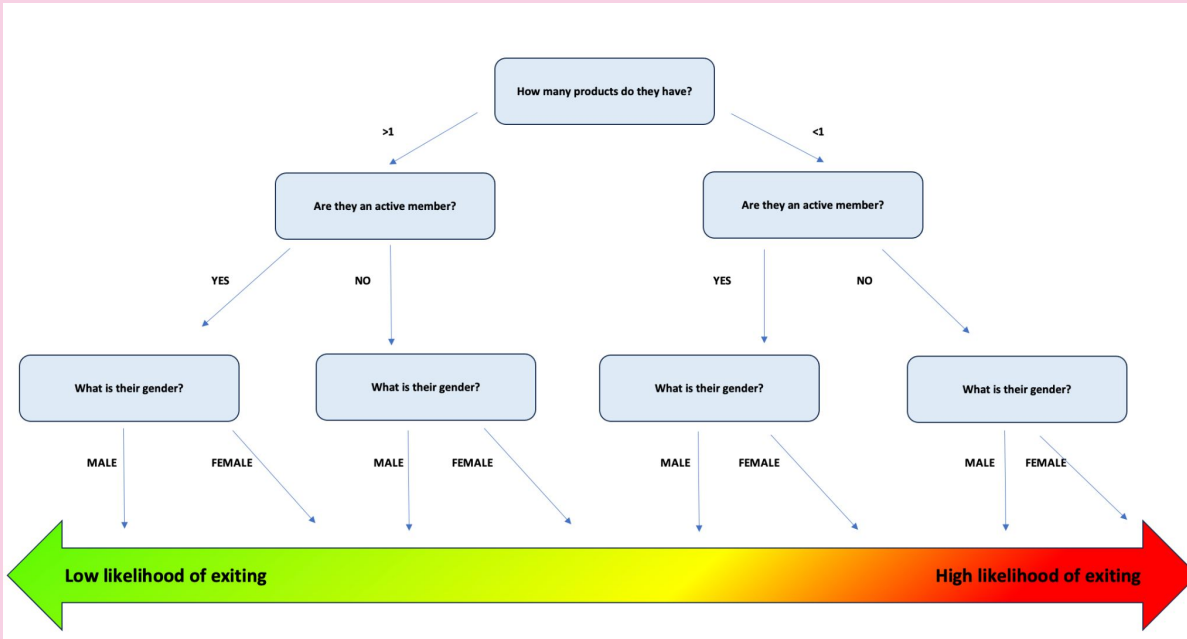 How many products do they have?
>1
<1
Are they an active member?
Are they an active member?
YES
NO
YES
NO
What is their gender?
What is their gender?
What is their gender?
What is their gender?
MALE
FEMALE
MALE
FEMALE
MALE
FEMALE
MALE
FEMALE
Low likelihood of exiting
High likelihood of exiting